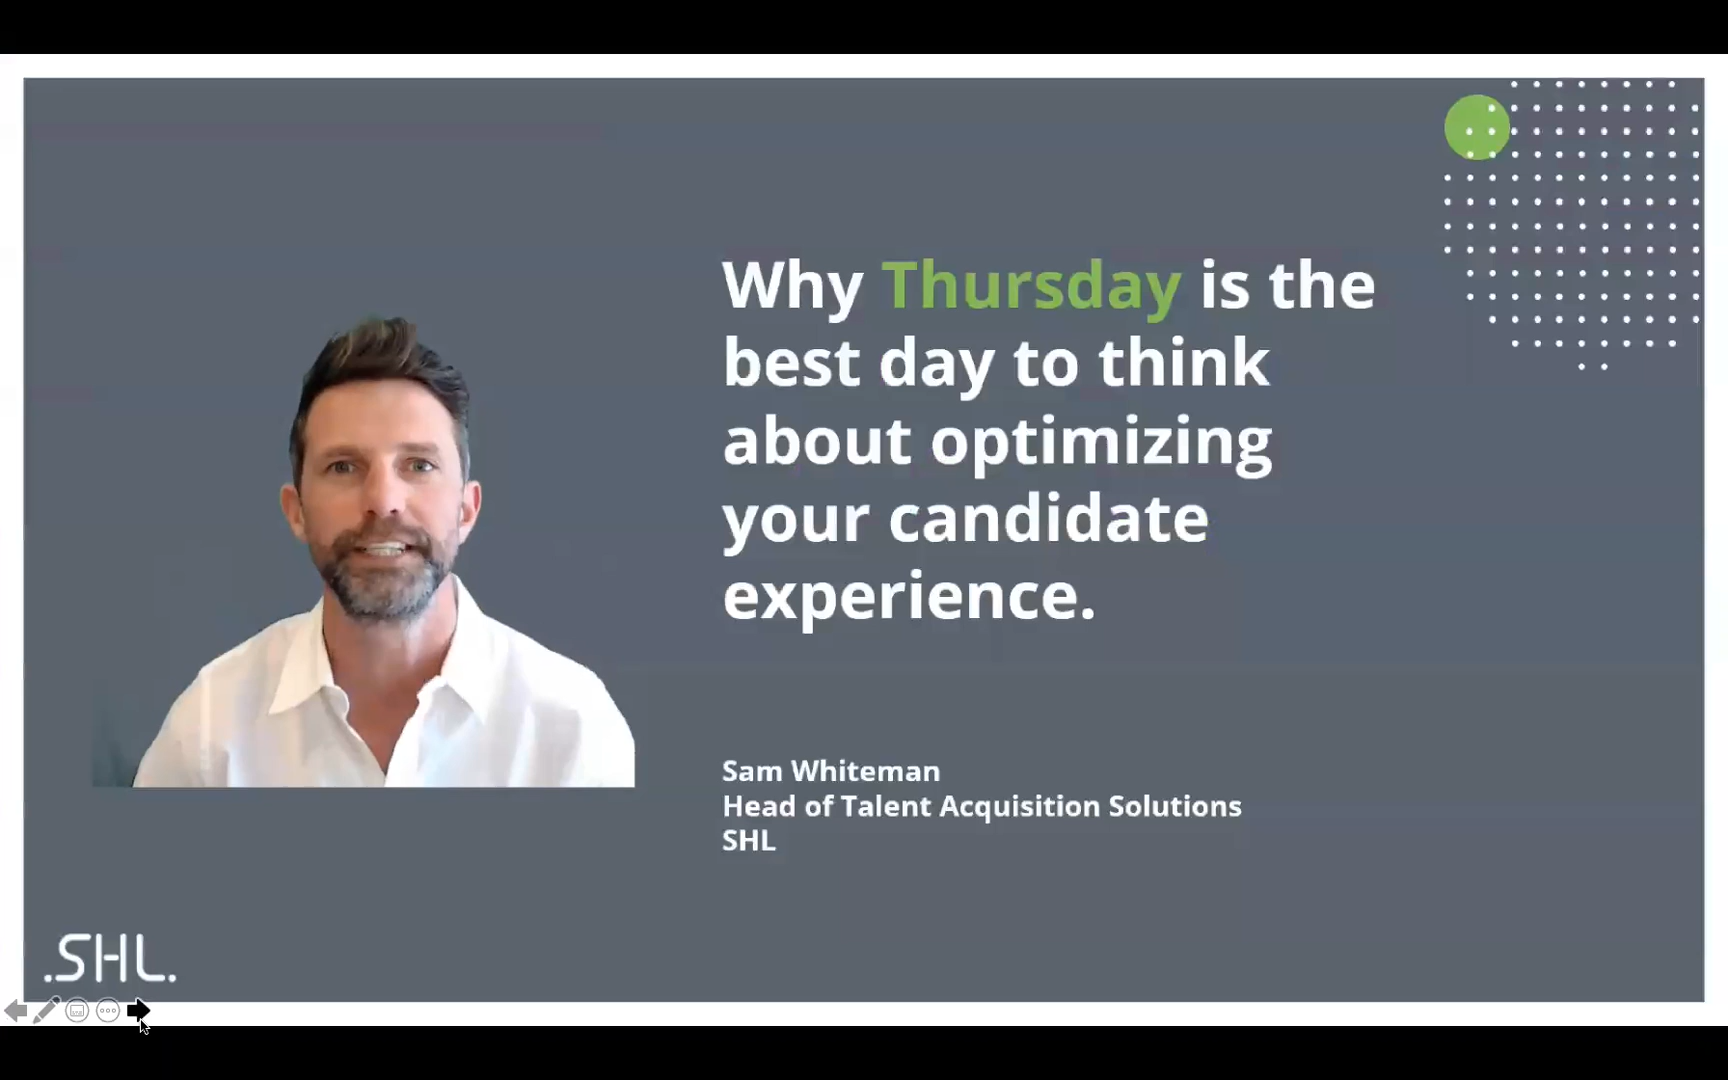 Why Thursday is the
best day to think
about optimizing
your candidate
experience.
Sam Whiteman
Head of Talent Acquisition Solutions
SHL
.SHL.